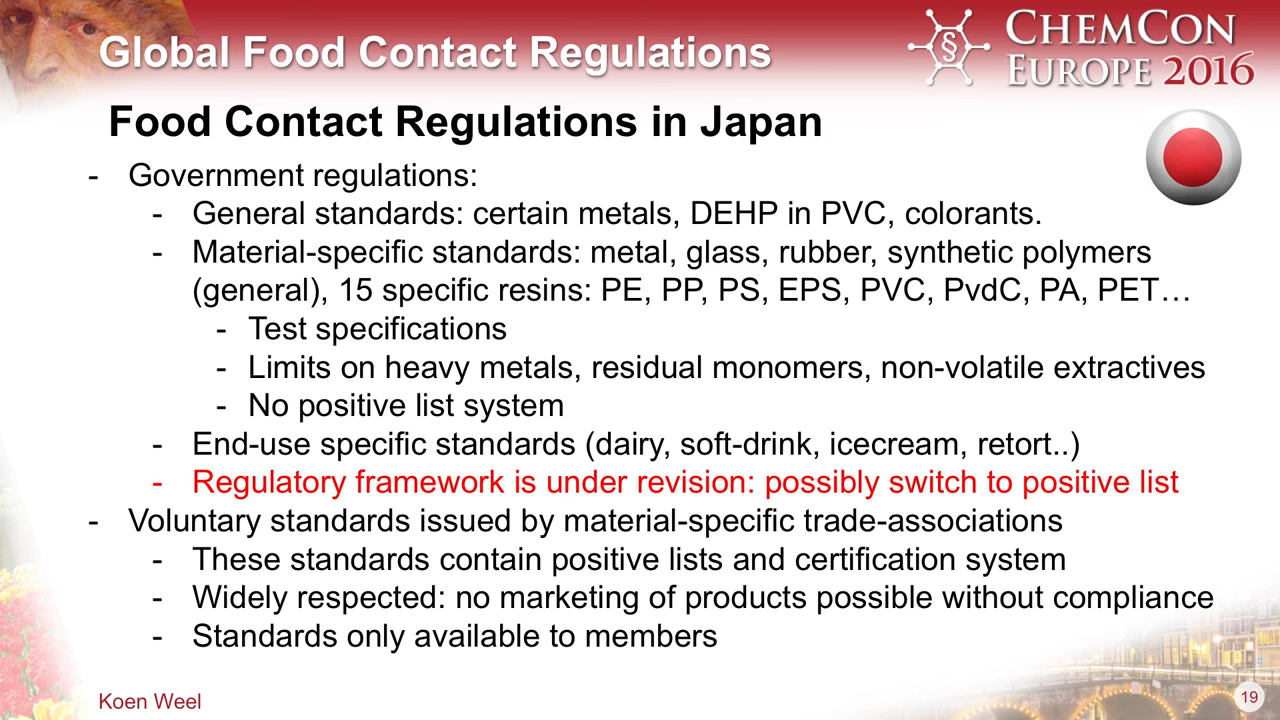 Global Food Contact Regulations
§
CHEMCON
EUROPE 2016
Food Contact Regulations in Japan
- Government regulations:
- General standards: certain metals, DEHP in PVC, colorants.
- Material-specific standards: metal, glass, rubber, synthetic polymers
(general), 15 specific resins: PE, PP, PS, EPS, PVC, PvdC, PA, PET…
- Test specifications
- Limits on heavy metals, residual monomers, non-volatile extractives
- No positive list system
- End-use specific standards (dairy, soft-drink, icecream, retort..)
- Regulatory framework is under revision: possibly switch to positive list
- Voluntary standards issued by material-specific trade-associations
- These standards contain positive lists and certification system
- Widely respected: no marketing of products possible without compliance
- Standards only available to members
Koen Weel
19